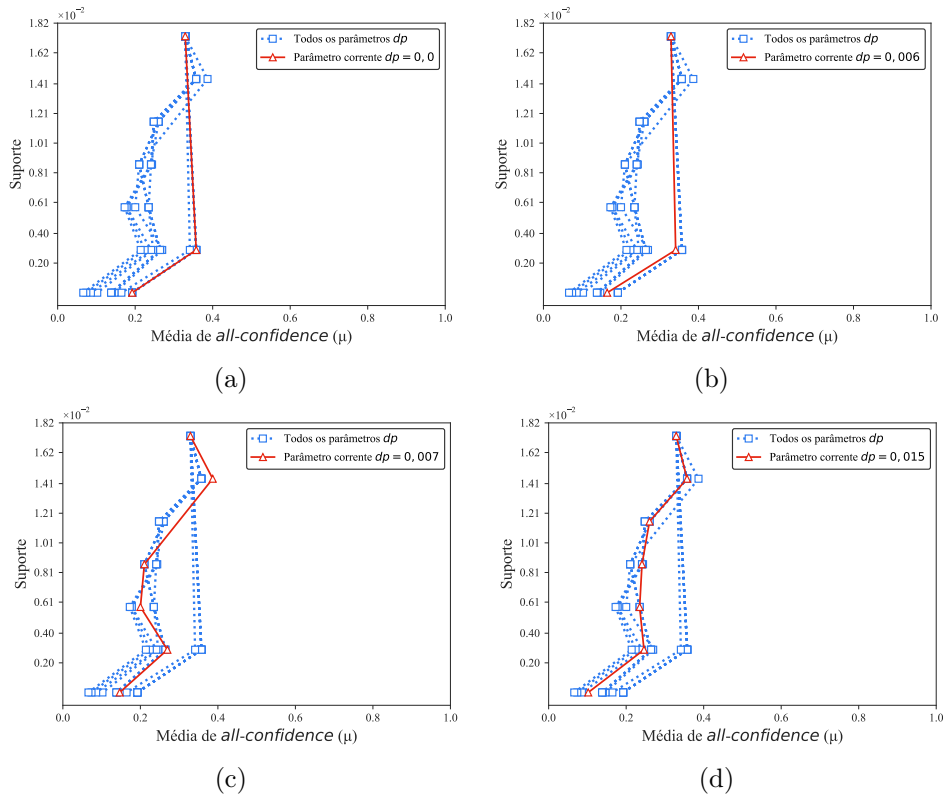 ×10⁻²
1.82
1.62
1.41
1.21
1.01
0.81
0.61
0.40
0.20
Suporte
Todos os parâmetros dp
Parâmetro corrente dp = 0,0
0.0 0.2 0.4 0.6 0.8 1.0
Média de all-confidence (μ)
(a)
×10⁻²
1.82
1.62
1.41
1.21
1.01
0.81
0.61
0.40
0.20
Suporte
Todos os parâmetros dp
Parâmetro corrente dp = 0,006
0.0 0.2 0.4 0.6 0.8 1.0
Média de all-confidence (μ)
(b)
×10⁻²
1.82
1.62
1.41
1.21
1.01
0.81
0.61
0.40
0.20
Suporte
Todos os parâmetros dp
Parâmetro corrente dp = 0,007
0.0 0.2 0.4 0.6 0.8 1.0
Média de all-confidence (μ)
(c)
×10⁻²
1.82
1.62
1.41
1.21
1.01
0.81
0.61
0.40
0.20
Suporte
Todos os parâmetros dp
Parâmetro corrente dp = 0,015
0.0 0.2 0.4 0.6 0.8 1.0
Média de all-confidence (μ)
(d)